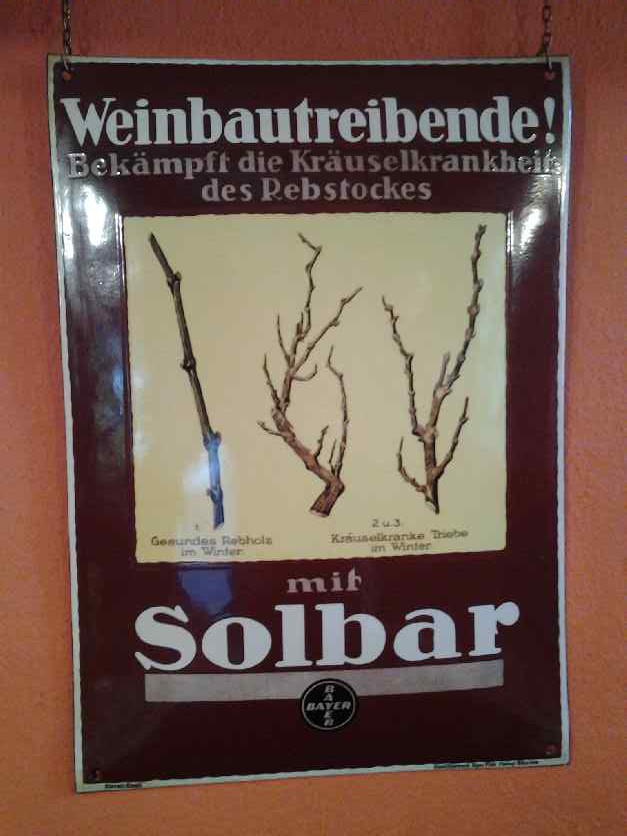 Weinbautreibende!
Bekämpft die Kräuselkrankheit
des Rebstockes
1.
Gesundes Rebholz
im Winter.
2 u. 3.
Kräuselkranke Triebe
im Winter
mit
Solbar
BAYER
BAYER